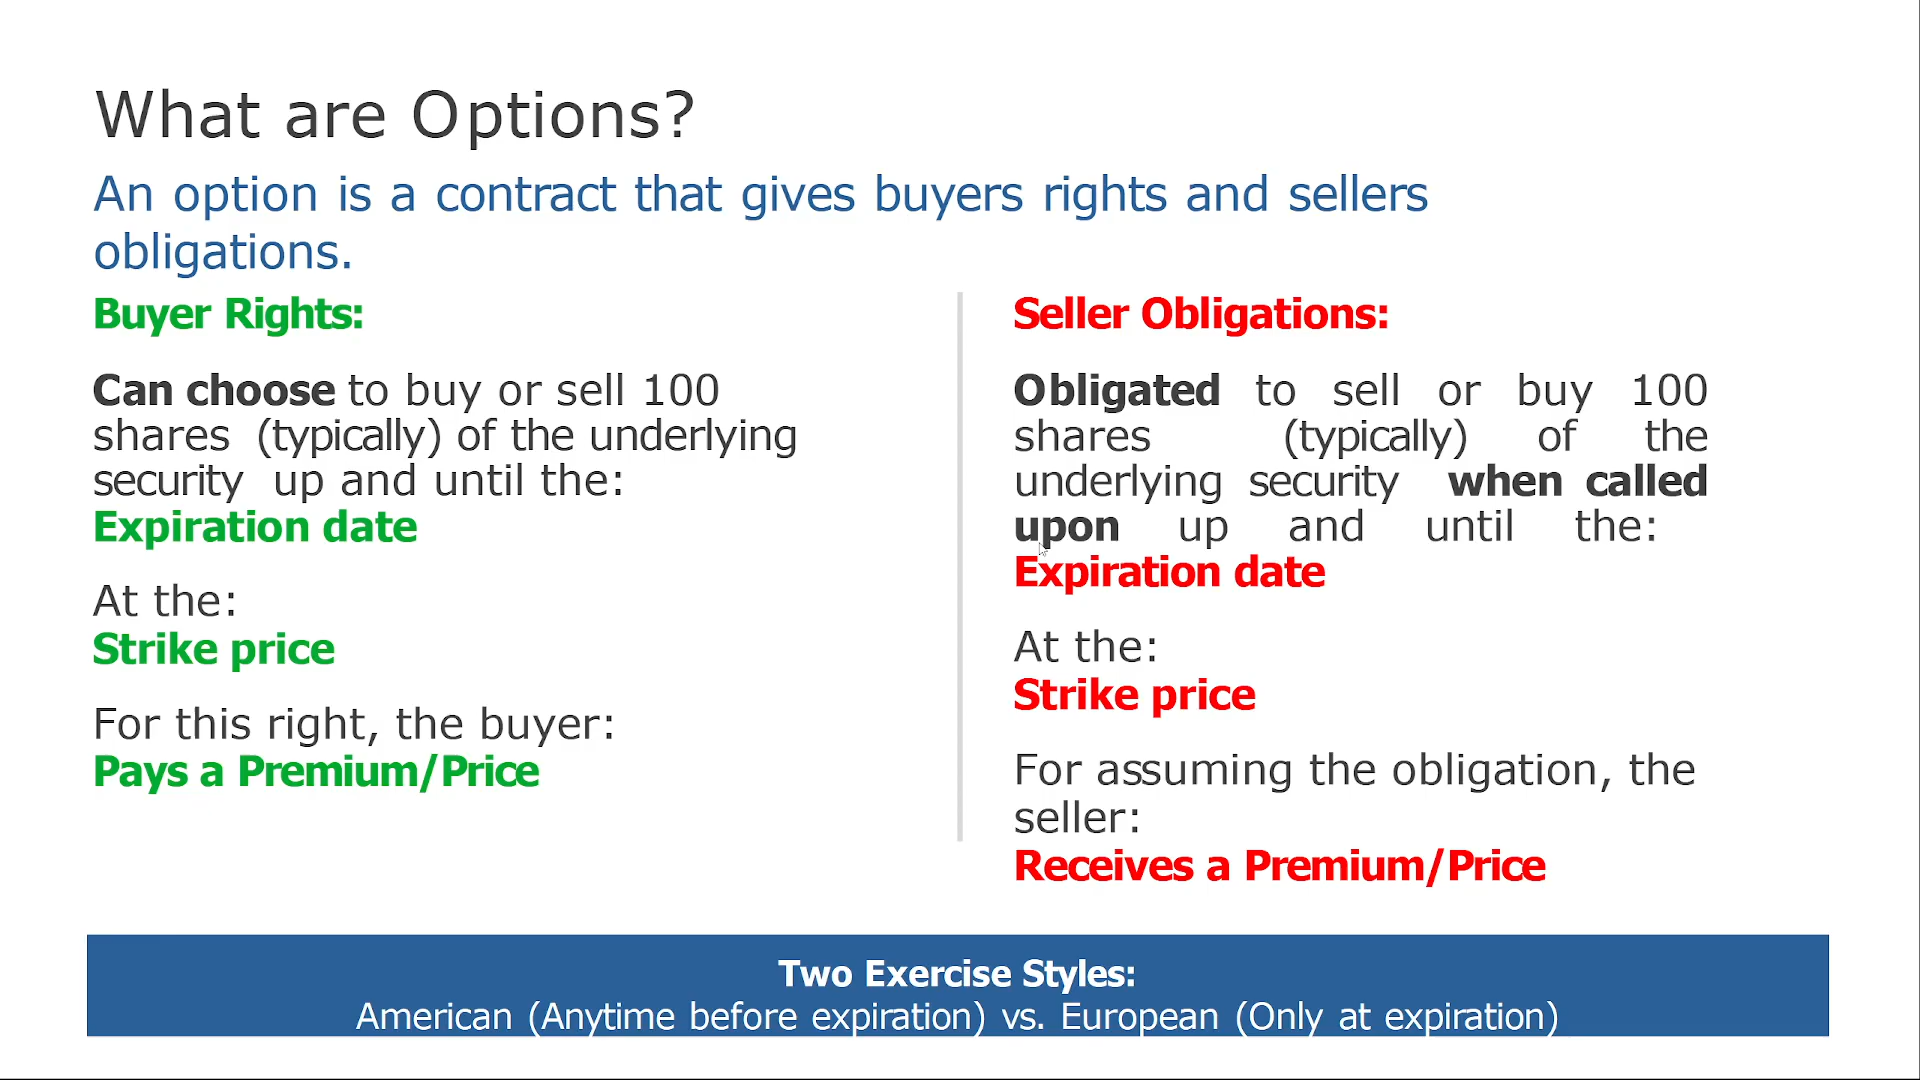 What are Options?
An option is a contract that gives buyers rights and sellers
obligations.
Buyer Rights:
Can choose to buy or sell 100
shares (typically) of the underlying
security up and until the:
Expiration date
At the:
Strike price
For this right, the buyer:
Pays a Premium/Price
Seller Obligations:
Obligated to sell or buy 100
shares (typically) of the
underlying security when called
upon up and until the:
Expiration date
At the:
Strike price
For assuming the obligation, the
seller:
Receives a Premium/Price
Two Exercise Styles:
American (Anytime before expiration) vs. European (Only at expiration)